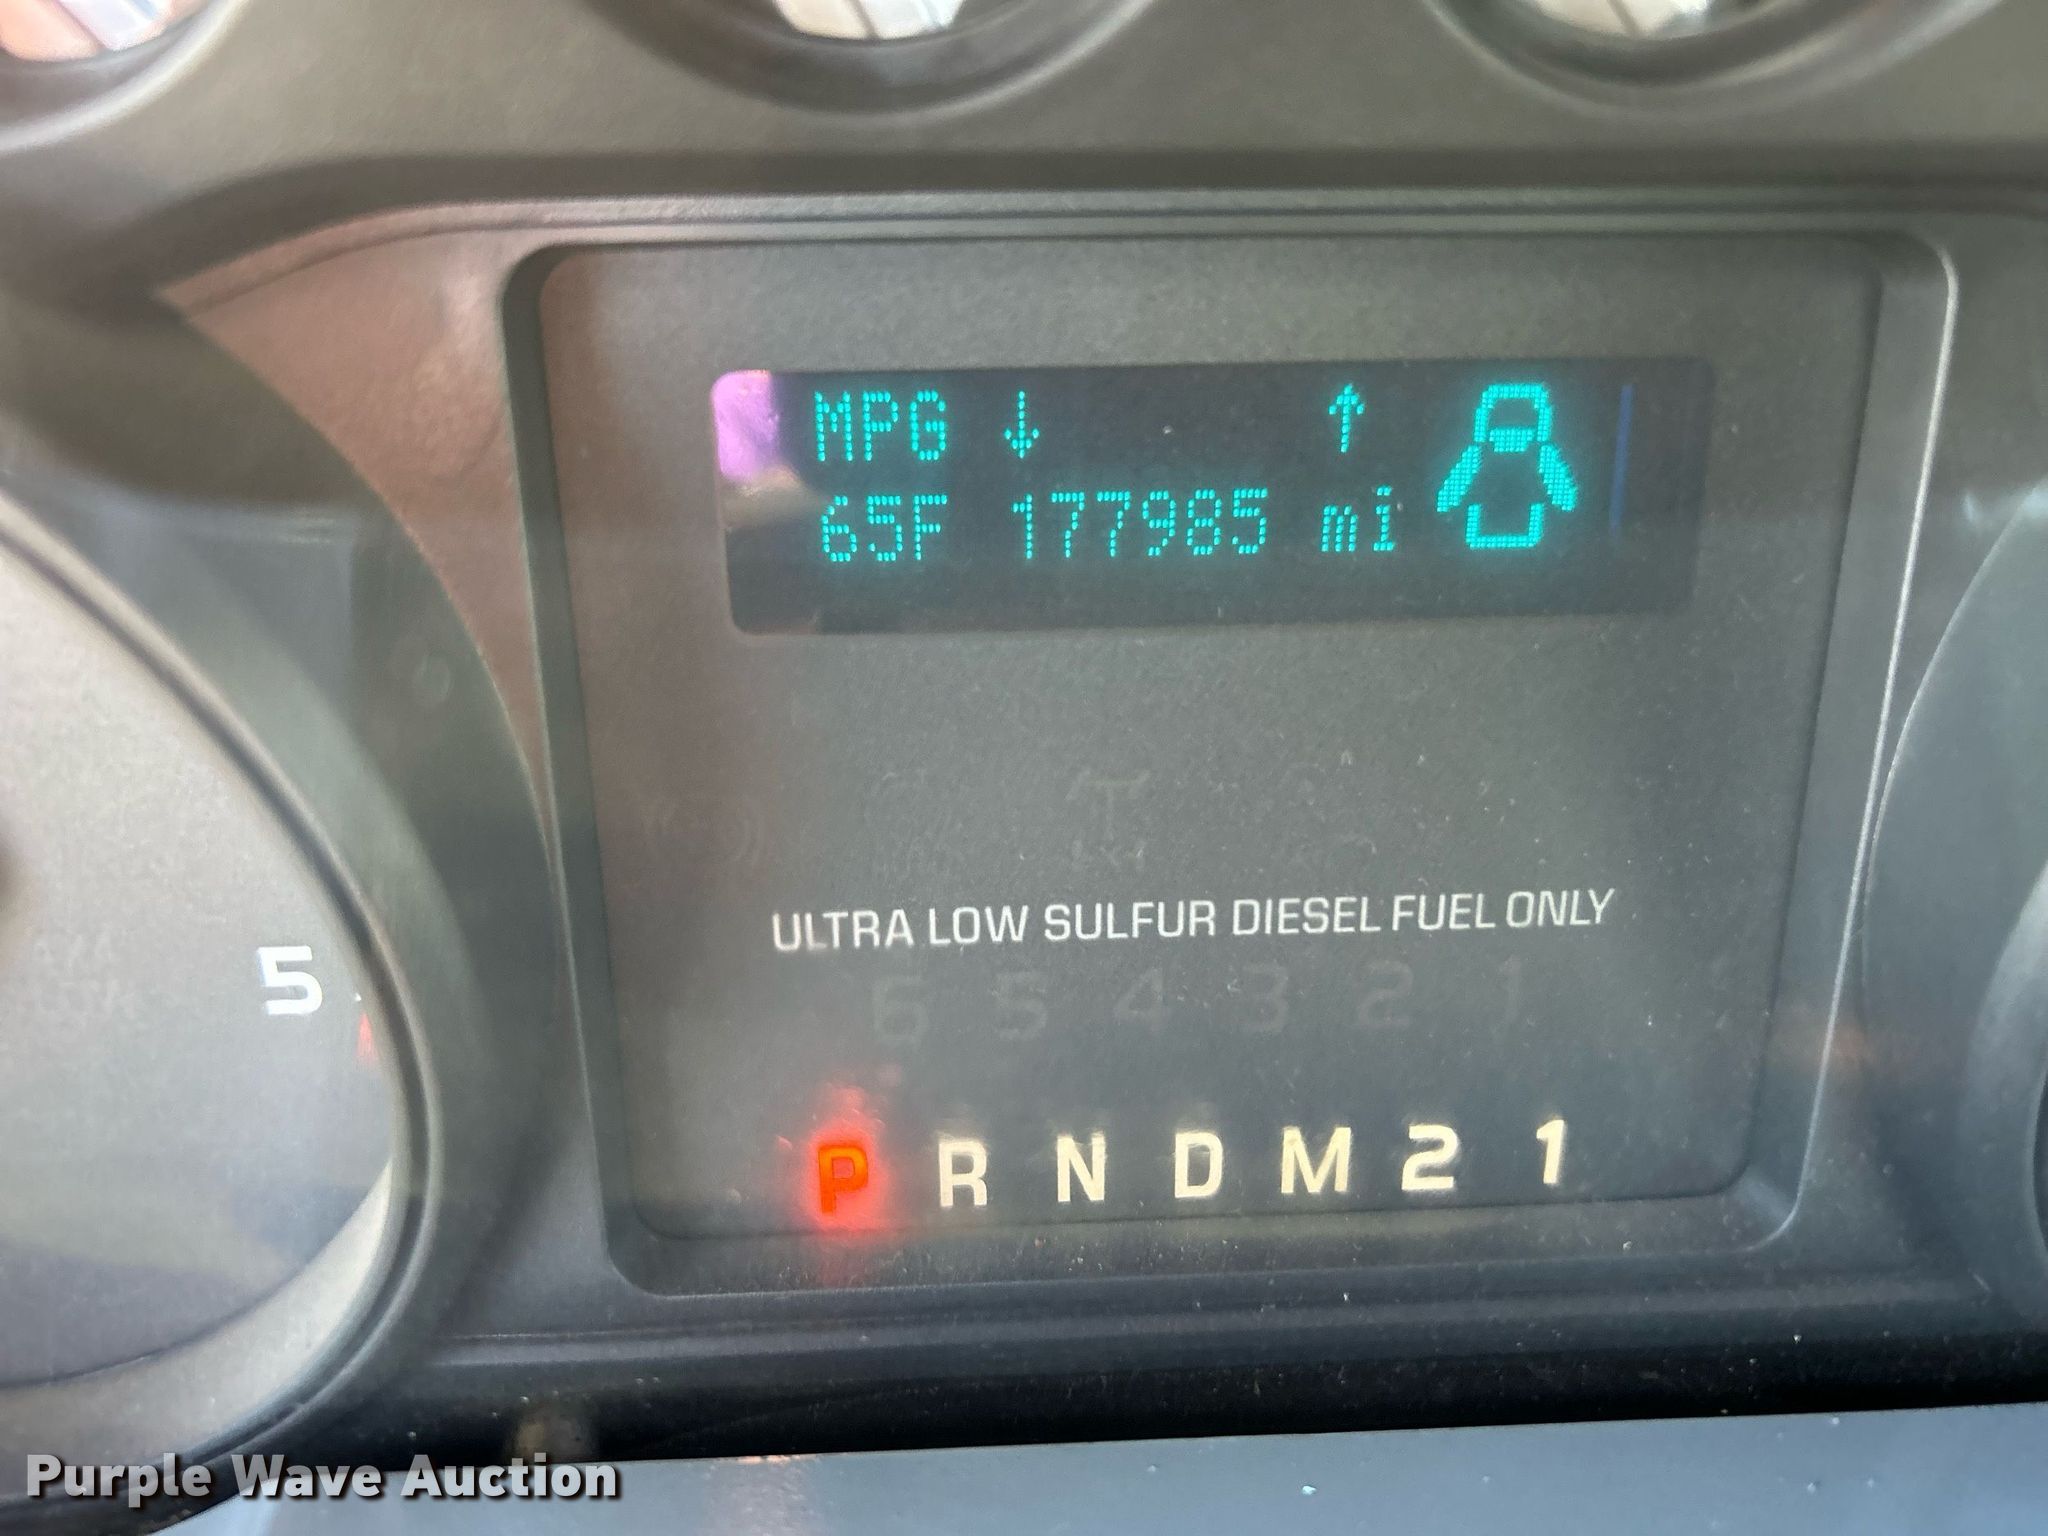 MPG ↓ ↑
65F 177985 mi
ULTRA LOW SULFUR DIESEL FUEL ONLY
6 5 4 3 2 1
5
P R N D M 2 1
Purple Wave Auction